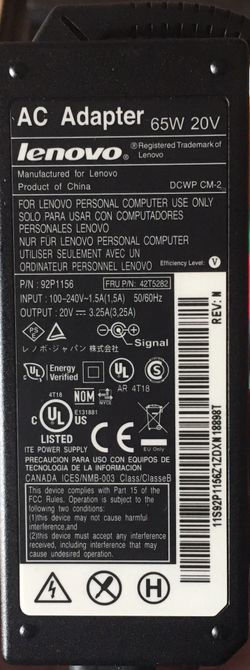 AC Adapter 65W 20V
lenovo® ®Registered Trademark of Lenovo
Manufactured for Lenovo
Product of China DCWP CM-2
FOR LENOVO PERSONAL COMPUTER USE ONLY
SOLO PARA USAR CON COMPUTADORES
PERSONALES LENOVO
NUR FÜR LENOVO PERSONAL COMPUTER
UTILISER SEULEMENT AVEC UN
ORDINATEUR PERSONNEL LENOVO Efficiency Level: V
P/N : 92P1156 FRU P/N: 42T5282
INPUT : 100-240V~1.5A(1,5A) 50/60Hz
OUTPUT : 20V 3.25A(3,25A)
PS E Signal
レノボ・ジャパン株式会社
UL Energy Verified VCI AR 4T18
4T18
C UL US LISTED E131881 NOM NYCE EU Only
ITE POWER SUPPLY
PRECAUCION PARA USO CON EQUIPOS DE
TECNOLOGIA DE LA INFORMACION
CANADA ICES/NMB-003 Class/ClasseB
This device complies with Part 15 of the
FCC Rules. Operation is subject to the
following two conditions:
(1)this device may not cause harmful
interference,and
(2)this device must accept any interference
received, including interference that may
cause undesired operation.
REV: N
11S92P1156Z1ZDXN18898T